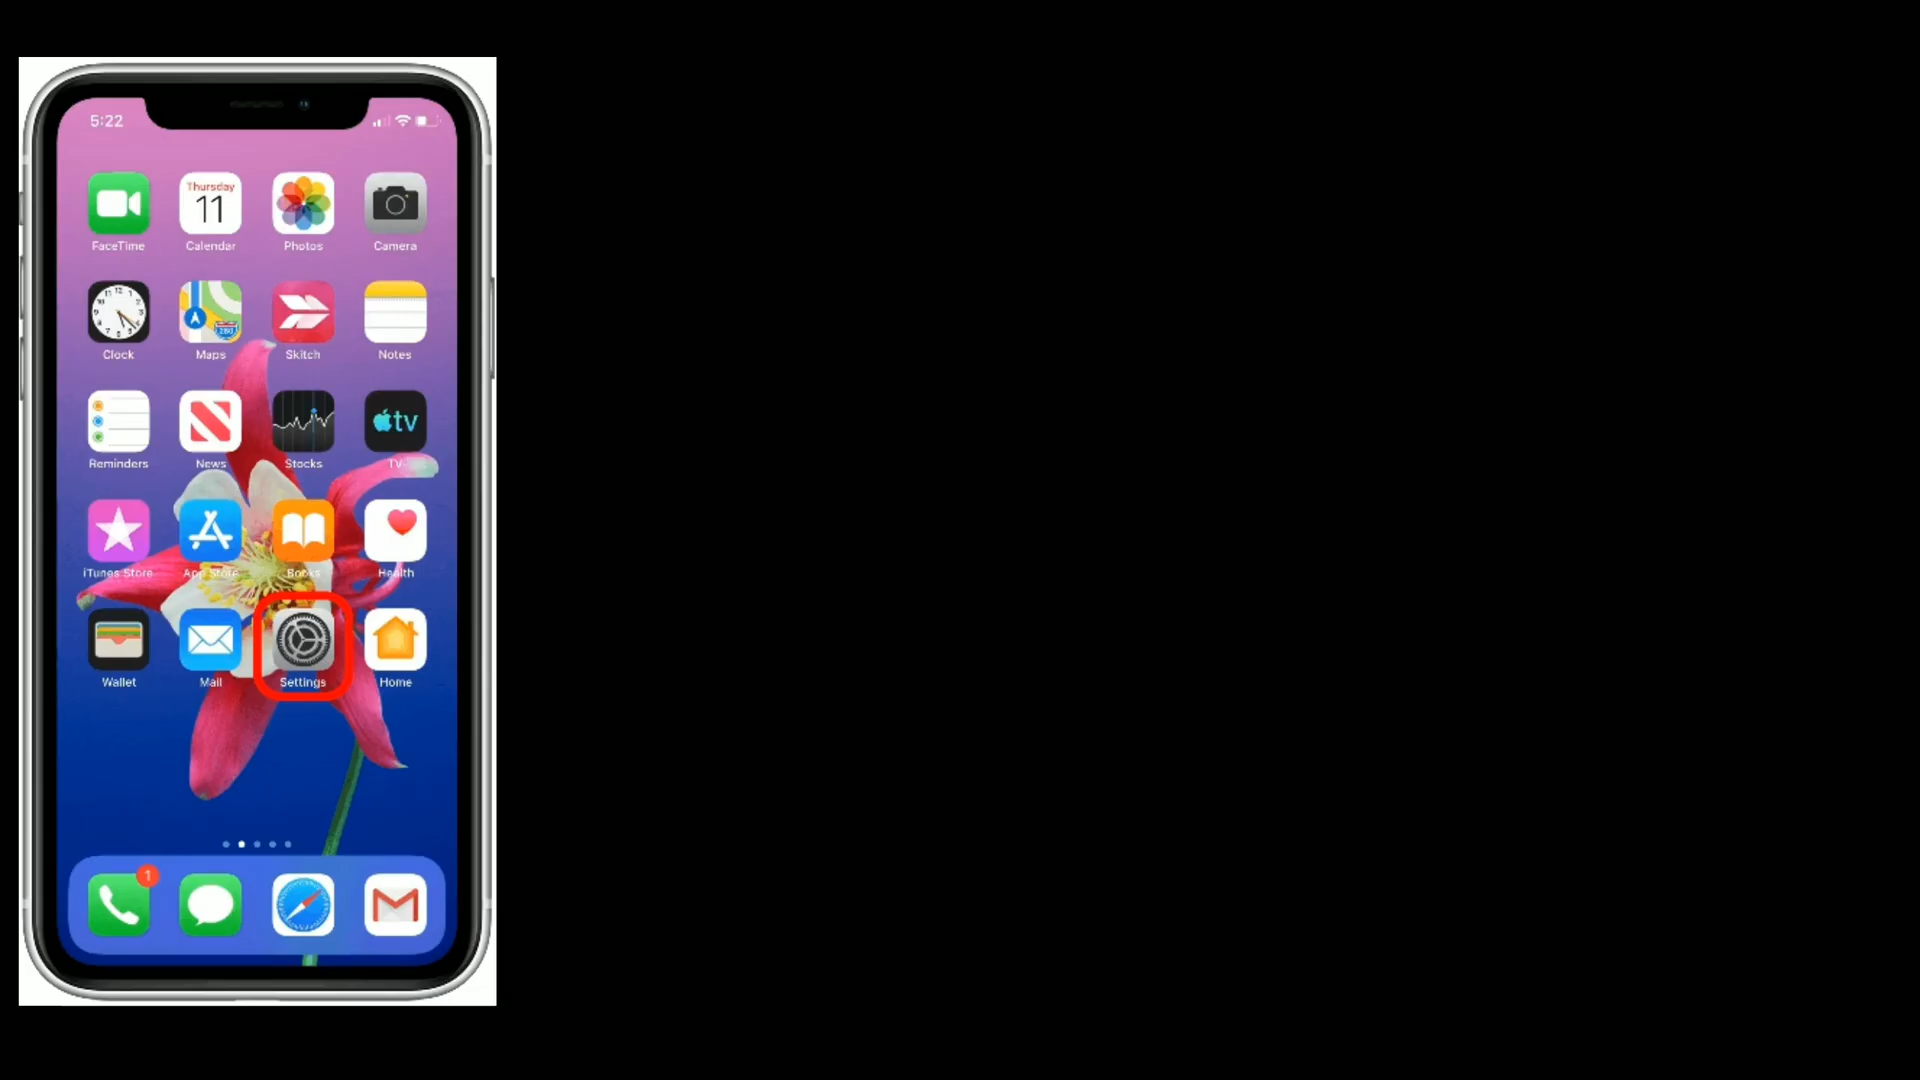 5:22
Thursday
11
FaceTime Calendar Photos Camera
280
Clock Maps Skitch Notes
tv
Reminders News Stocks TV
iTunes Store App Store Books Health
Wallet Mail Settings Home
1